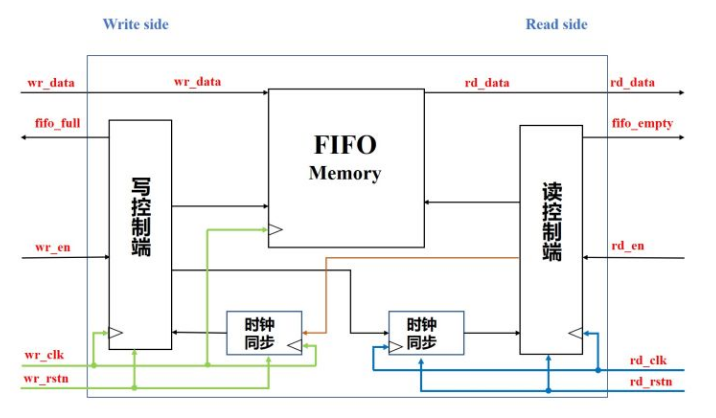 Write side
Read side
wr_data
wr_data
rd_data
rd_data
fifo_full
fifo_empty
FIFO
Memory
写控制端
读控制端
wr_en
rd_en
时钟
同步
时钟
同步
wr_clk
rd_clk
wr_rstn
rd_rstn